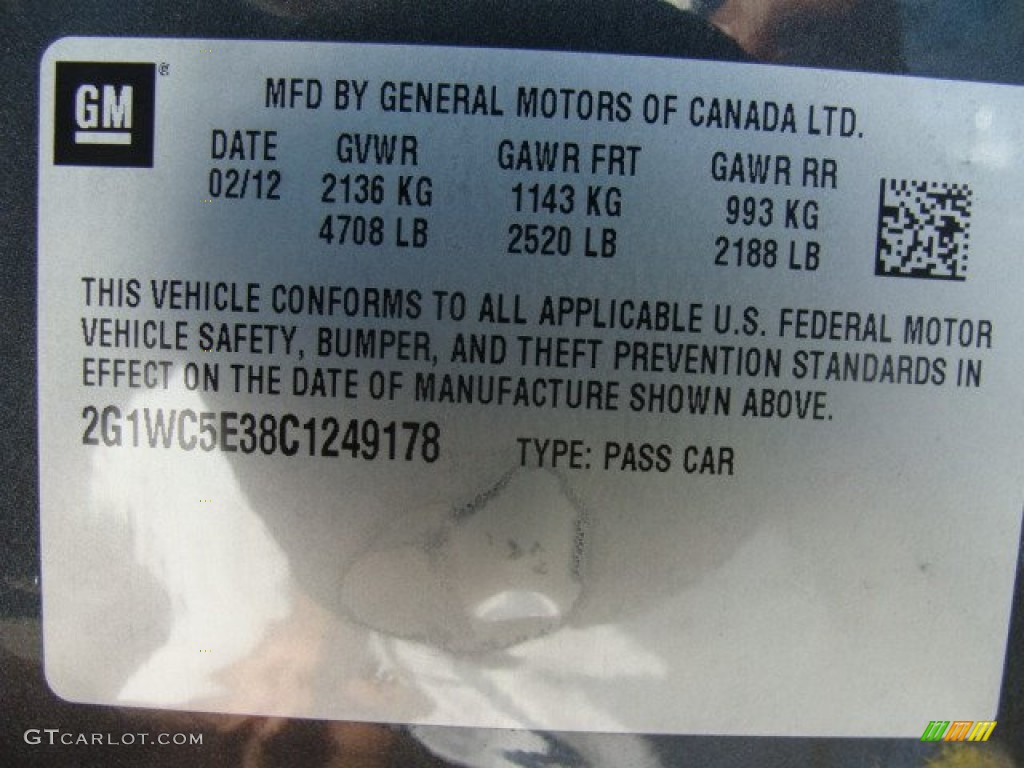 GM
MFD BY GENERAL MOTORS OF CANADA LTD.
DATE GVWR GAWR FRT GAWR RR
02/12 2136 KG 1143 KG 993 KG
4708 LB 2520 LB 2188 LB
THIS VEHICLE CONFORMS TO ALL APPLICABLE U.S. FEDERAL MOTOR
VEHICLE SAFETY, BUMPER, AND THEFT PREVENTION STANDARDS IN
EFFECT ON THE DATE OF MANUFACTURE SHOWN ABOVE.
2G1WC5E38C1249178 TYPE: PASS CAR
GTCARLOT.COM